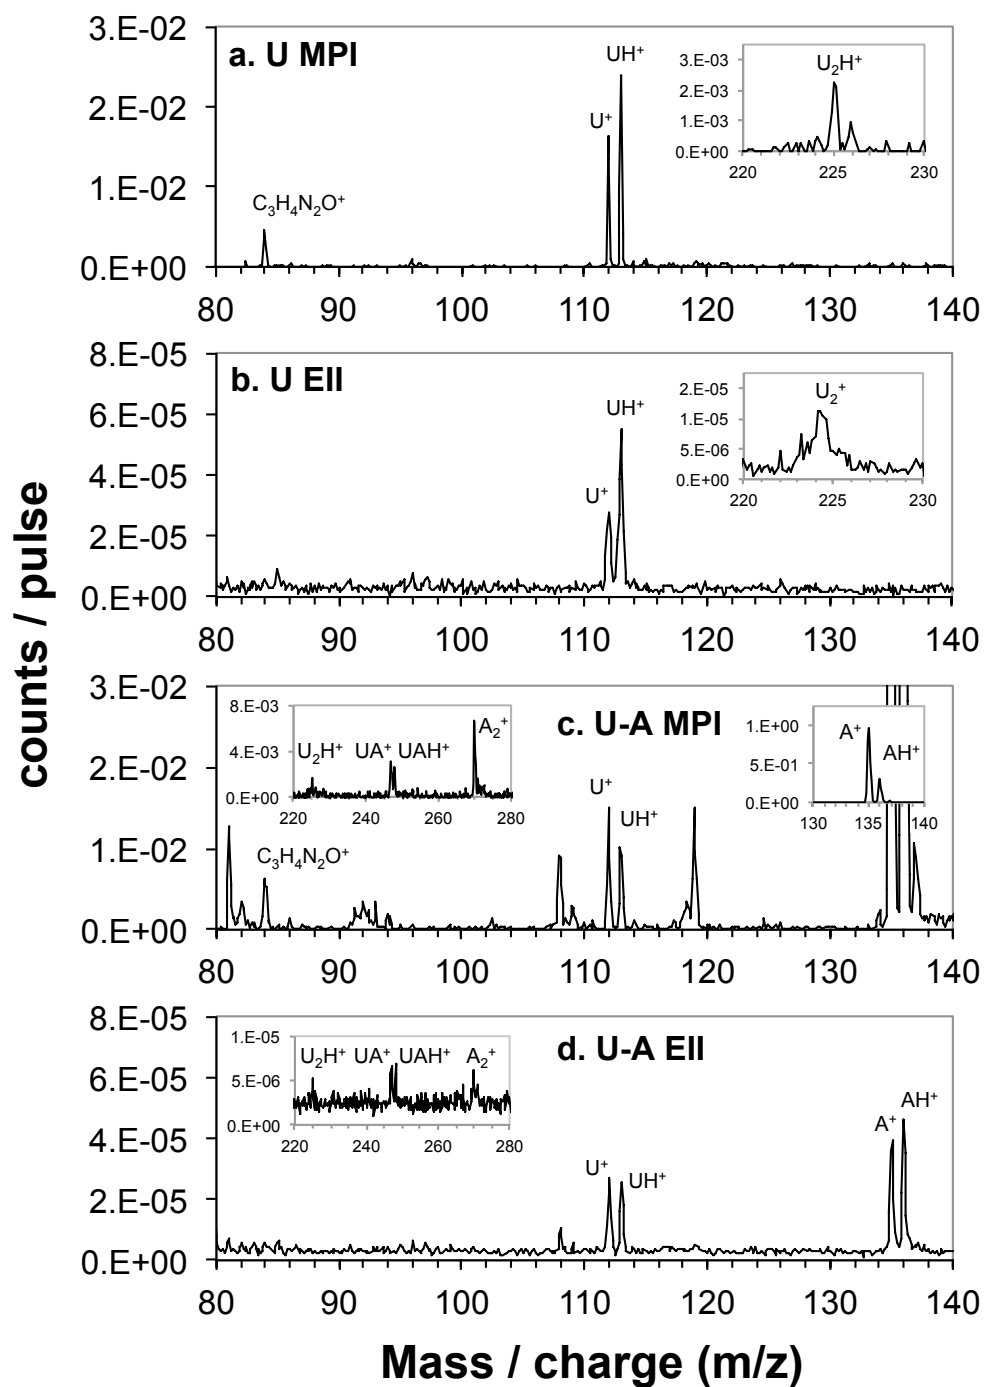 counts / pulse
a. U MPI
3.E-02
2.E-02
1.E-02
0.E+00
C₃H₄N₂O⁺
U⁺
UH⁺
U₂H⁺
3.E-03
2.E-03
1.E-03
0.E+00
220 225 230
80 90 100 110 120 130 140
b. U EII
8.E-05
6.E-05
4.E-05
2.E-05
0.E+00
U⁺
UH⁺
U₂⁺
2.E-05
1.E-05
5.E-06
0.E+00
220 225 230
80 90 100 110 120 130 140
c. U-A MPI
3.E-02
2.E-02
1.E-02
0.E+00
8.E-03
4.E-03
0.E+00
U₂H⁺ UA⁺ UAH⁺ A₂⁺
220 240 260 280
C₃H₄N₂O⁺
U⁺
UH⁺
1.E+00
5.E-01
0.E+00
A⁺
AH⁺
130 135 140
80 90 100 110 120 130 140
d. U-A EII
8.E-05
6.E-05
4.E-05
2.E-05
0.E+00
1.E-05
5.E-06
0.E+00
U₂H⁺ UA⁺ UAH⁺ A₂⁺
220 240 260 280
U⁺
UH⁺
A⁺
AH⁺
80 90 100 110 120 130 140
Mass / charge (m/z)